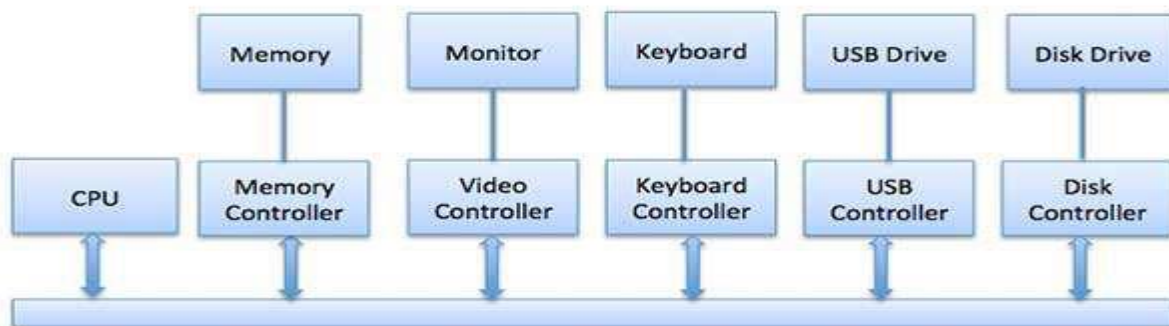 Memory
Monitor
Keyboard
USB Drive
Disk Drive
CPU
Memory
Controller
Video
Controller
Keyboard
Controller
USB
Controller
Disk
Controller